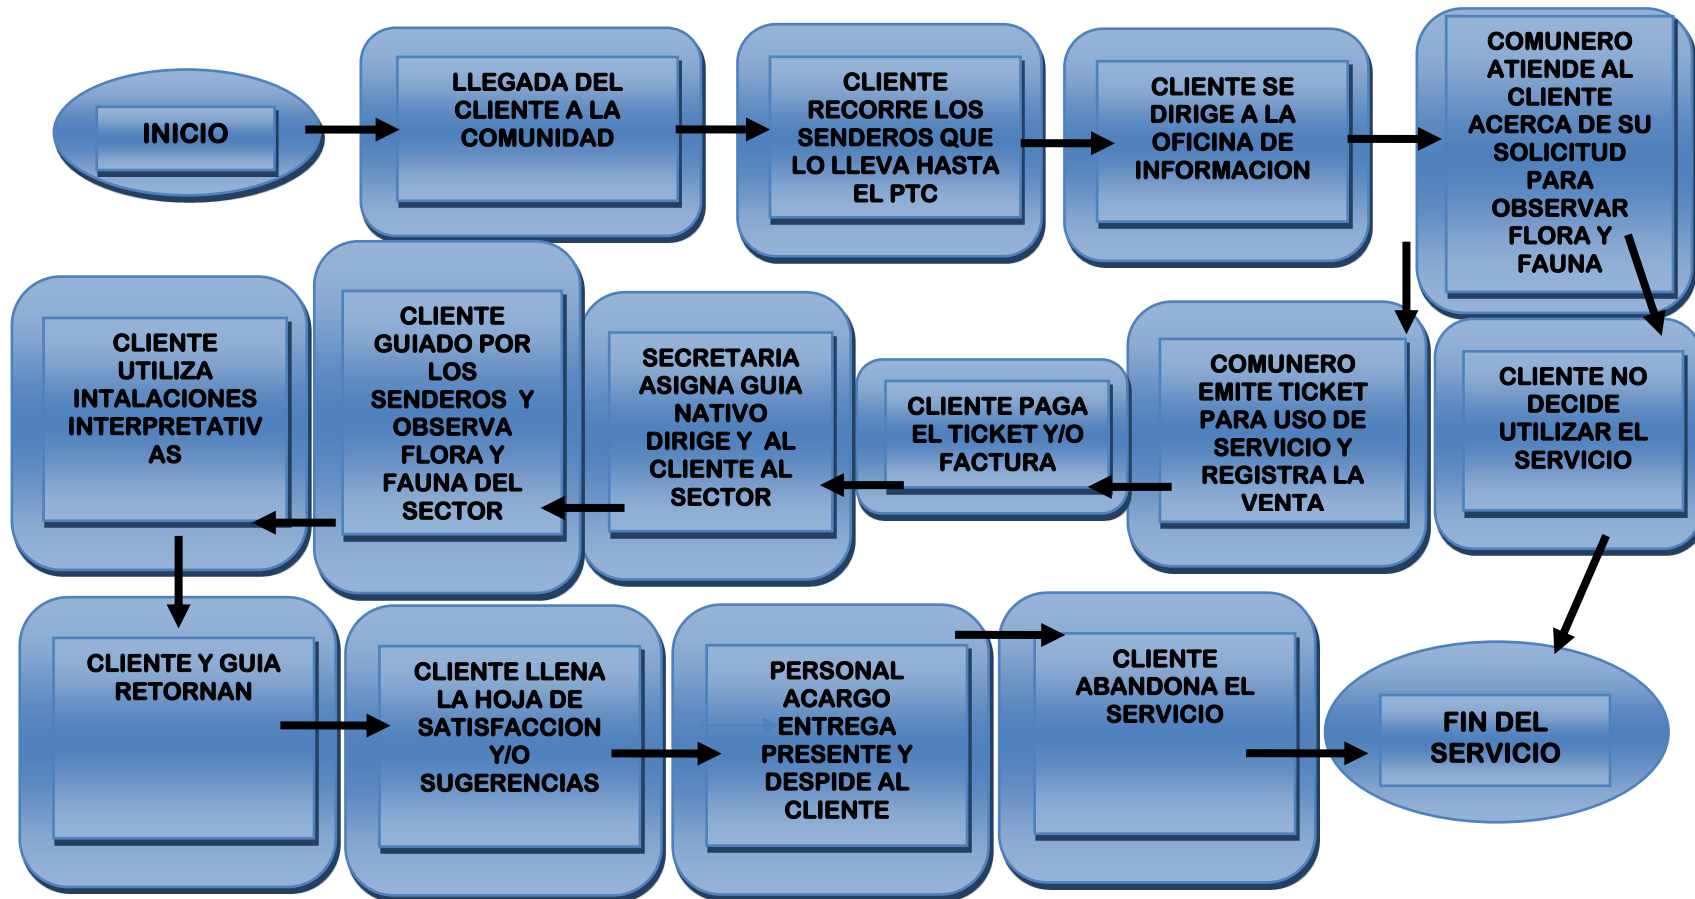 INICIO
LLEGADA DEL
CLIENTE A LA
COMUNIDAD
CLIENTE
RECORRE LOS
SENDEROS QUE
LO LLEVA HASTA
EL PTC
CLIENTE SE
DIRIGE A LA
OFICINA DE
INFORMACION
COMUNERO
ATIENDE AL
CLIENTE
ACERCA DE SU
SOLICITUD
PARA
OBSERVAR
FLORA Y
FAUNA
CLIENTE NO
DECIDE
UTILIZAR EL
SERVICIO
COMUNERO
EMITE TICKET
PARA USO DE
SERVICIO Y
REGISTRA LA
VENTA
CLIENTE PAGA
EL TICKET Y/O
FACTURA
SECRETARIA
ASIGNA GUIA
NATIVO
DIRIGE Y AL
CLIENTE AL
SECTOR
CLIENTE
GUIADO POR
LOS
SENDEROS Y
OBSERVA
FLORA Y
FAUNA DEL
SECTOR
CLIENTE
UTILIZA
INTALACIONES
INTERPRETATIV
AS
CLIENTE Y GUIA
RETORNAN
CLIENTE LLENA
LA HOJA DE
SATISFACCION
Y/O
SUGERENCIAS
PERSONAL
ACARGO
ENTREGA
PRESENTE Y
DESPIDE AL
CLIENTE
CLIENTE
ABANDONA EL
SERVICIO
FIN DEL
SERVICIO